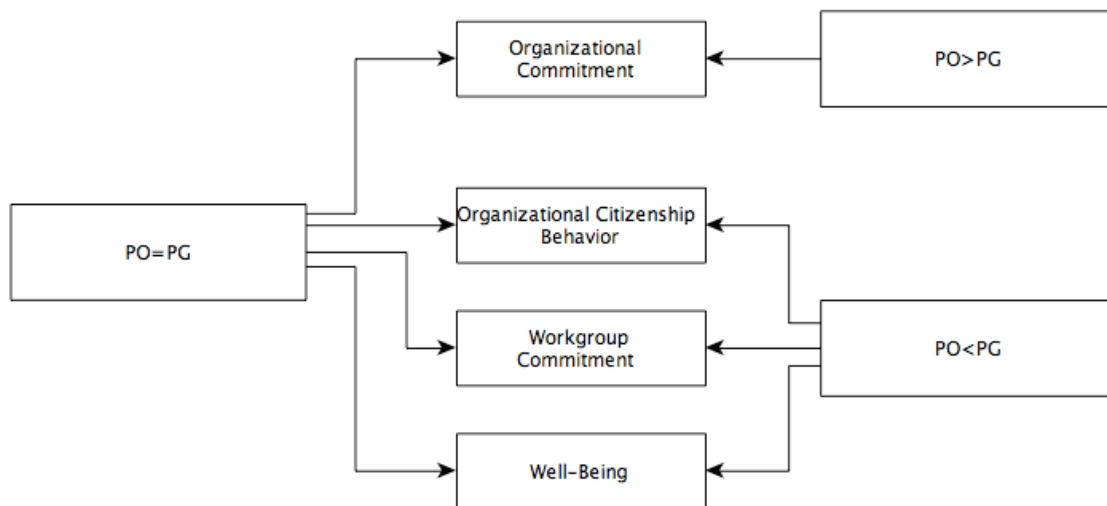 Organizational
Commitment
PO>PG
Organizational Citizenship
Behavior
PO=PG
Workgroup
Commitment
PO<PG
Well-Being